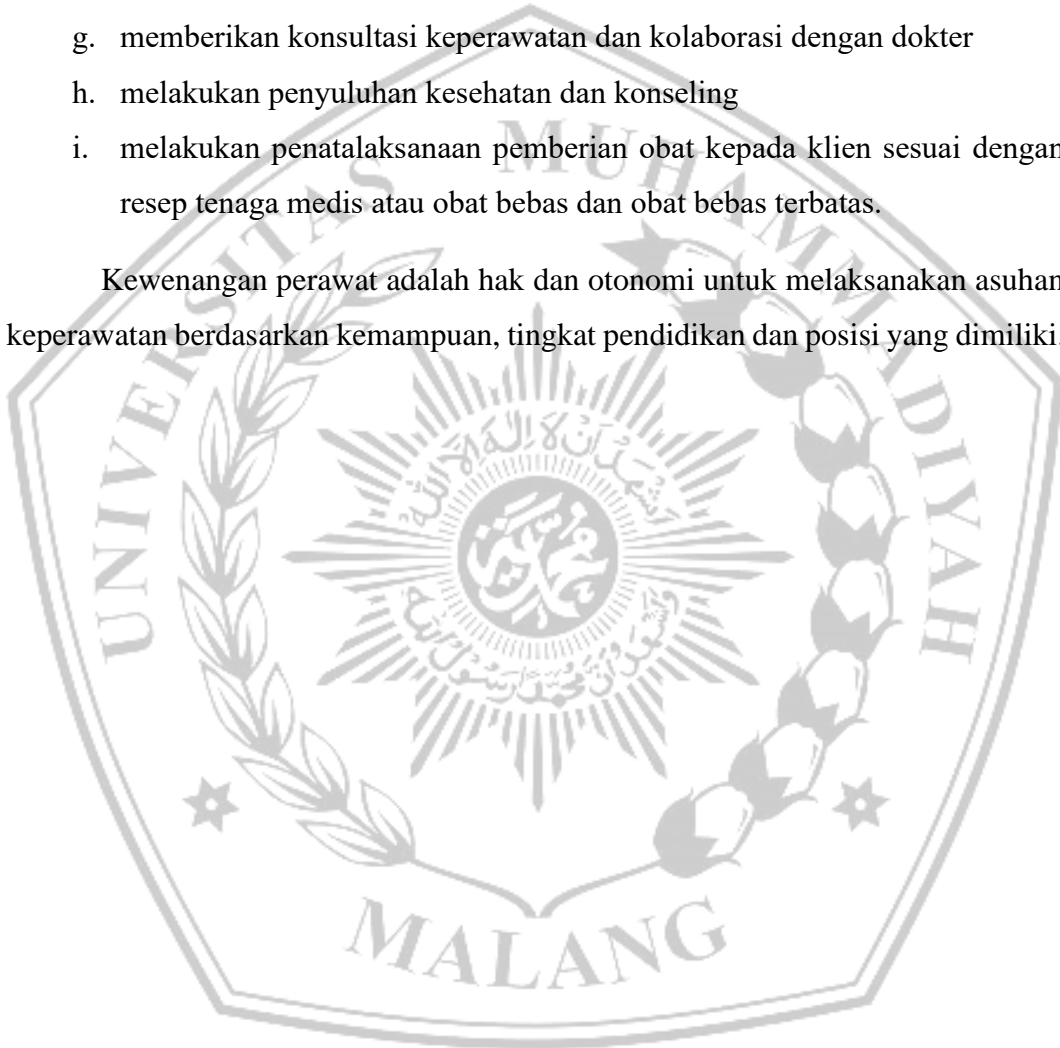 g. memberikan konsultasi keperawatan dan kolaborasi dengan dokter
h. melakukan penyuluhan kesehatan dan konseling
i. melakukan penatalaksanaan pemberian obat kepada klien sesuai dengan
resep tenaga medis atau obat bebas dan obat bebas terbatas.
Kewenangan perawat adalah hak dan otonomi untuk melaksanakan asuhan
keperawatan berdasarkan kemampuan, tingkat pendidikan dan posisi yang dimiliki.
UNIVERSITAS MUHAMMADIYAH
MALANG